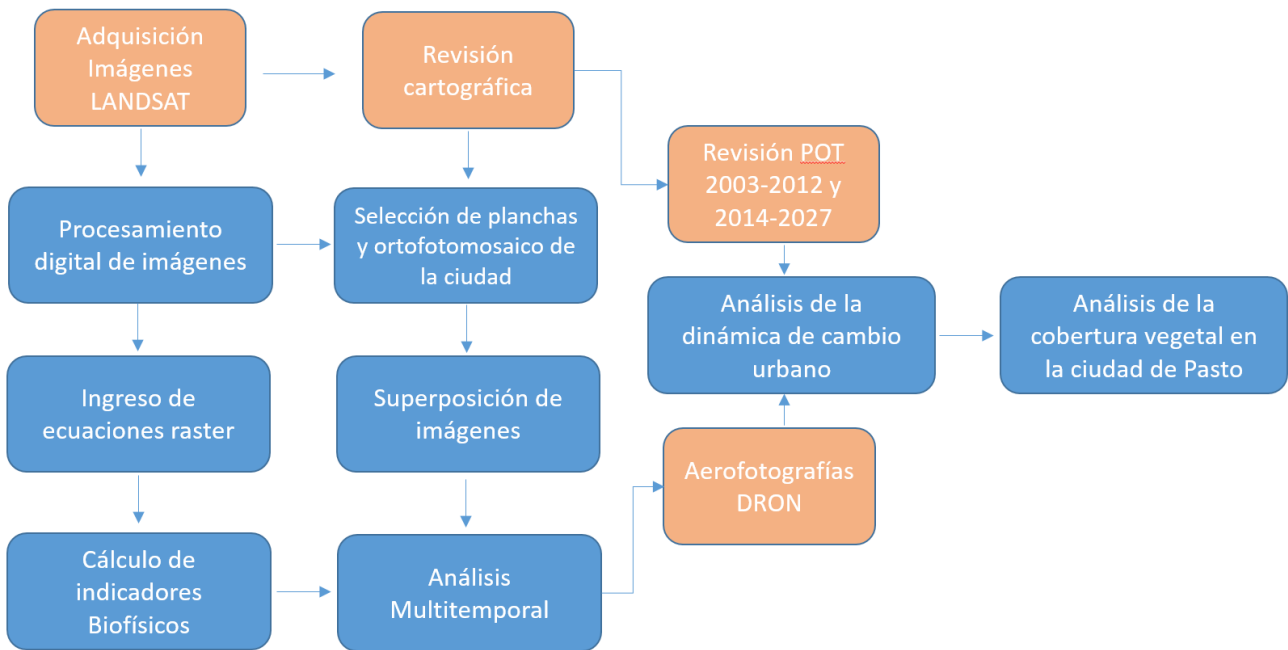 Adquisición
Imágenes
LANDSAT
Revisión
cartográfica
Revisión POT
2003-2012 y
2014-2027
Procesamiento
digital de imágenes
Selección de planchas
y ortofotomosaico de
la ciudad
Análisis de la
dinámica de cambio
urbano
Análisis de la
cobertura vegetal en
la ciudad de Pasto
Ingreso de
ecuaciones raster
Superposición de
imágenes
Aerofotografías
DRON
Cálculo de
indicadores
Biofísicos
Análisis
Multitemporal